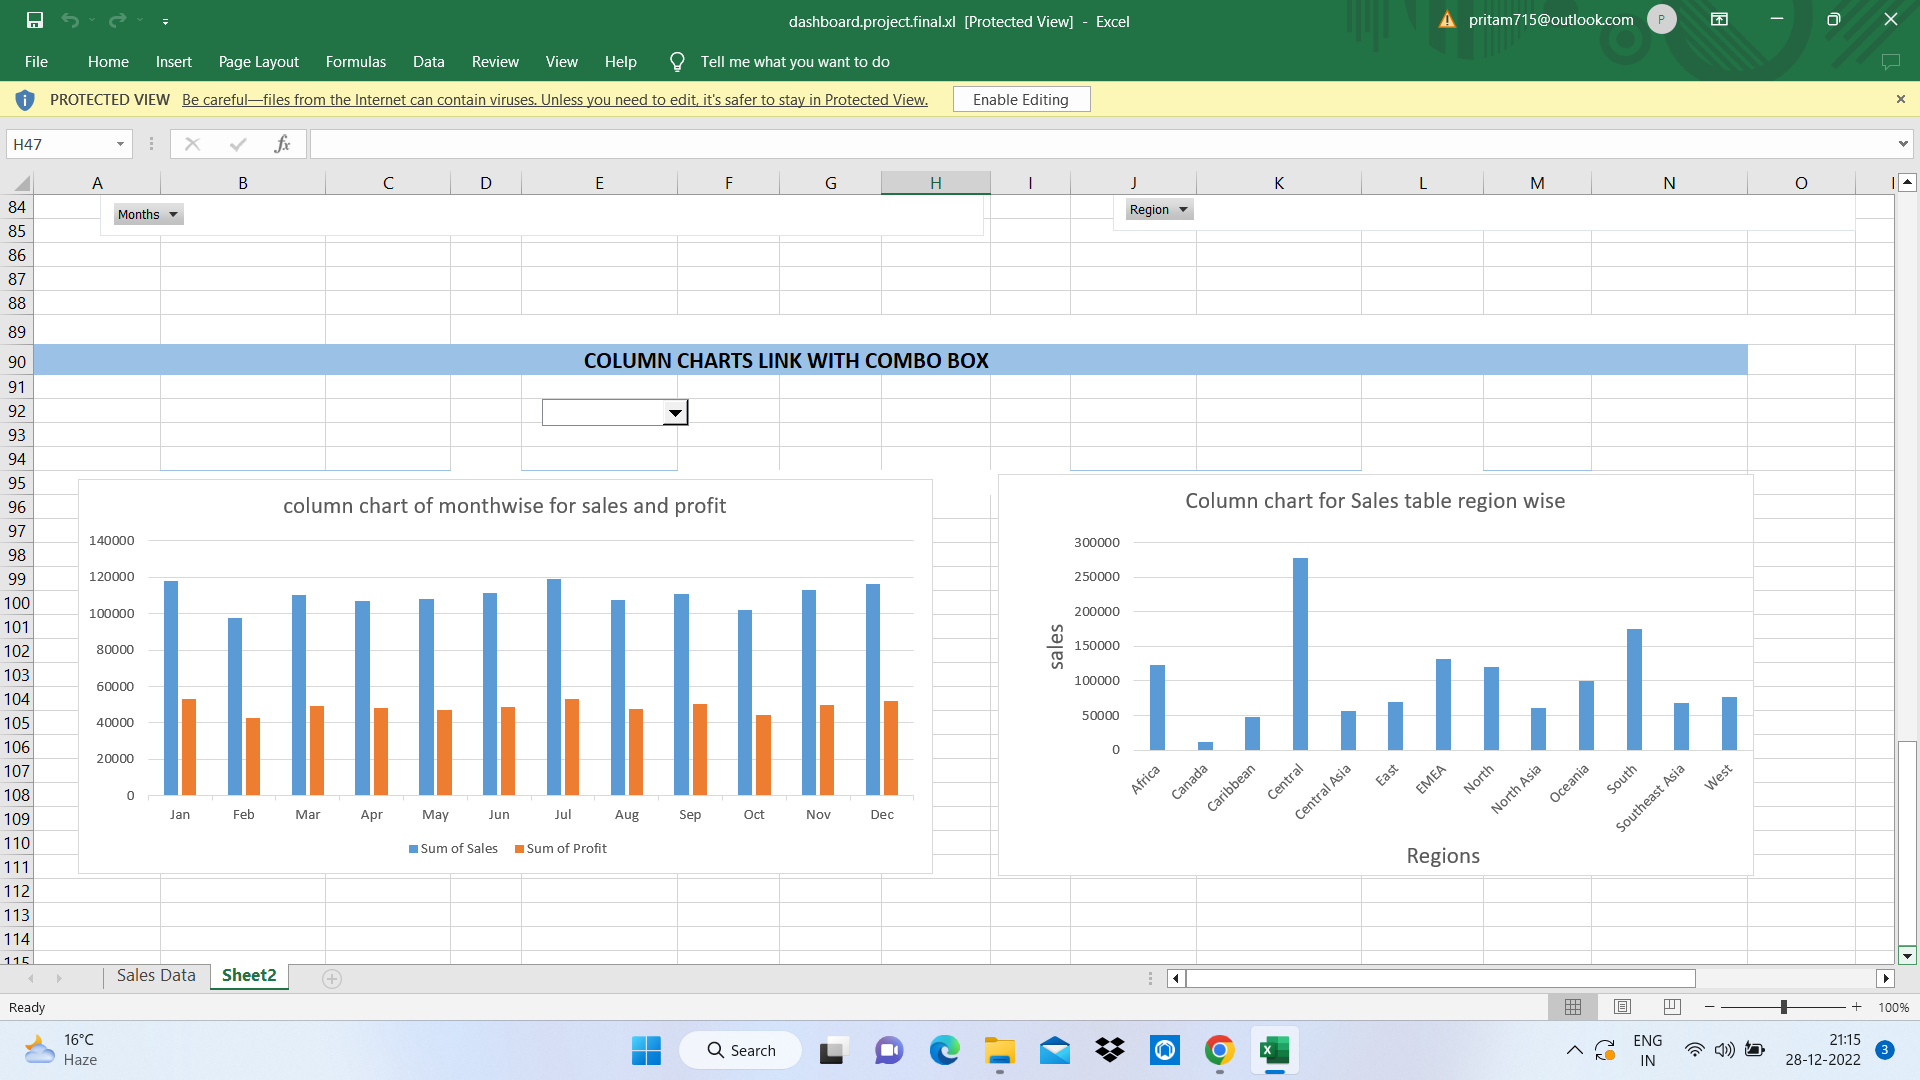 dashboard.project.final.xl [Protected View] - Excel
pritam715@outlook.com
P
File Home Insert Page Layout Formulas Data Review View Help Tell me what you want to do
PROTECTED VIEW Be careful—files from the Internet can contain viruses. Unless you need to edit, it's safer to stay in Protected View. Enable Editing
H47
fx
A B C D E F G H I J K L M N O
84
Months
Region
85
86
87
88
89
90 COLUMN CHARTS LINK WITH COMBO BOX
91
92
93
94
95
96
97
98
99
100
101
102
103
104
105
106
107
108
109
110
111
112
113
114
115
column chart of monthwise for sales and profit
140000
120000
100000
80000
60000
40000
20000
0
Jan Feb Mar Apr May Jun Jul Aug Sep Oct Nov Dec
Sum of Sales Sum of Profit
Column chart for Sales table region wise
300000
250000
200000
150000
100000
50000
0
sales
Africa Canada Caribbean Central Central Asia East EMEA North North Asia Oceania South Southeast Asia West
Regions
Sales Data Sheet2
Ready
100%
16°C
Haze
Search
ENG
IN
21:15
28-12-2022
3